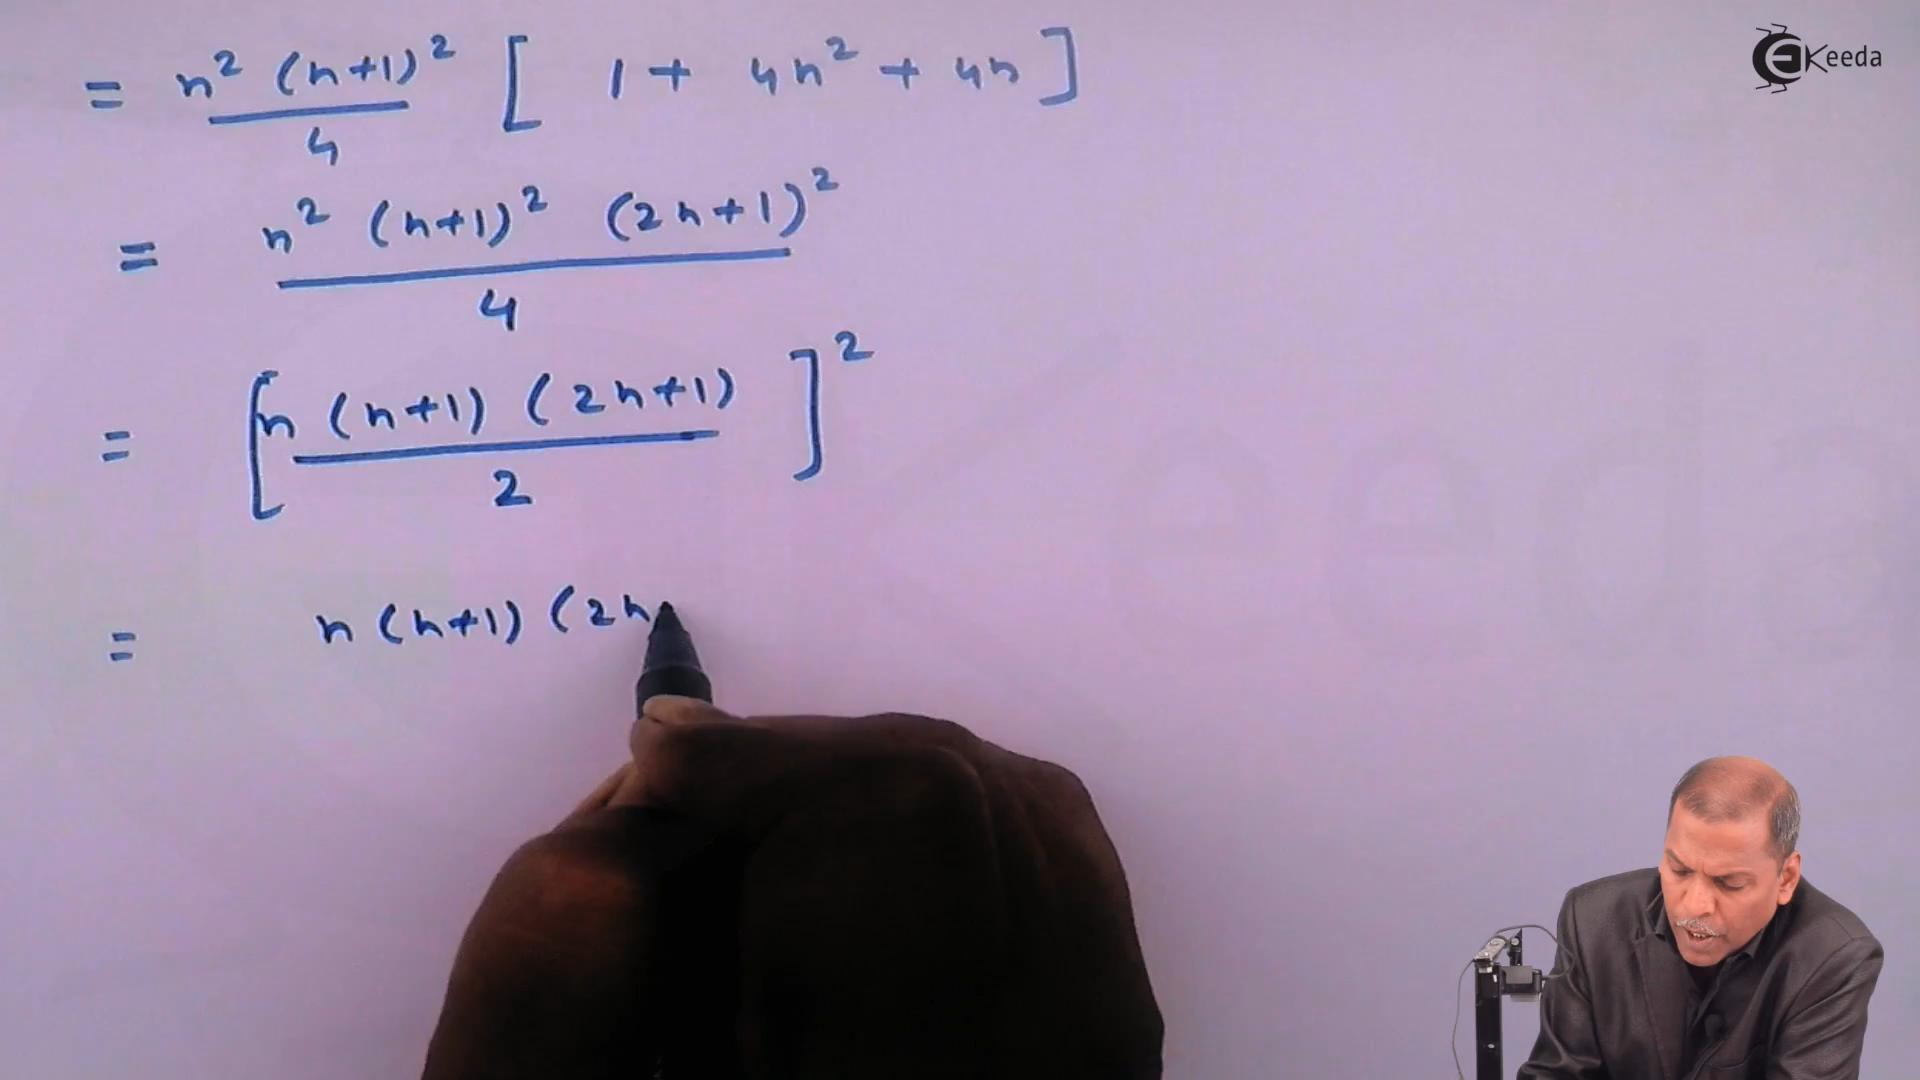 = n² (n+1)² / 4 [ 1 + 4n² + 4n ]
= n² (n+1)² (2n+1)² / 4
= [ n (n+1) (2n+1) / 2 ]²
= n (n+1) (2n
EKeeda
eeda